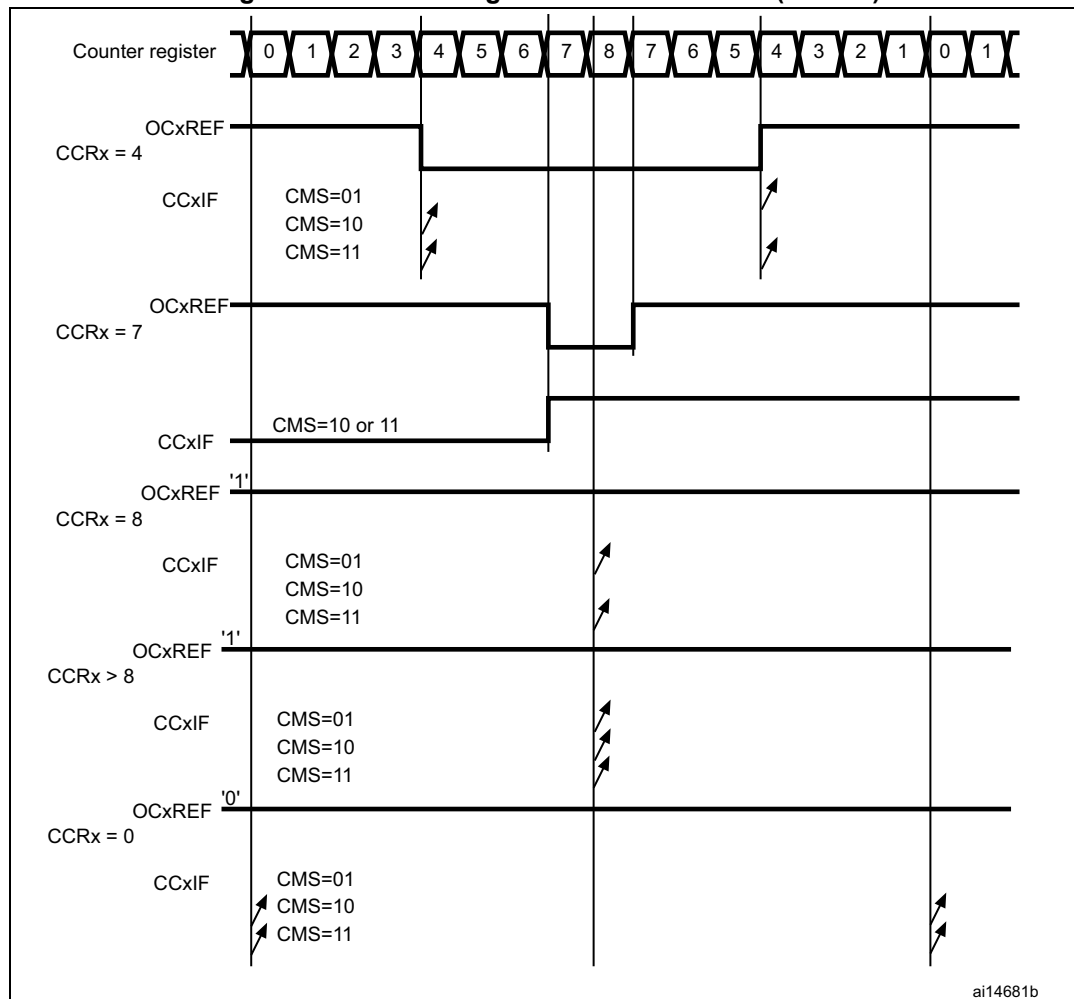 Counter register 0 1 2 3 4 5 6 7 8 7 6 5 4 3 2 1 0 1
OCxREF
CCRx = 4
CCxIF
CMS=01
CMS=10
CMS=11
OCxREF
CCRx = 7
CMS=10 or 11
CCxIF
'1'
OCxREF
CCRx = 8
CCxIF
CMS=01
CMS=10
CMS=11
'1'
OCxREF
CCRx > 8
CCxIF
CMS=01
CMS=10
CMS=11
'0'
OCxREF
CCRx = 0
CCxIF
CMS=01
CMS=10
CMS=11
ai14681b